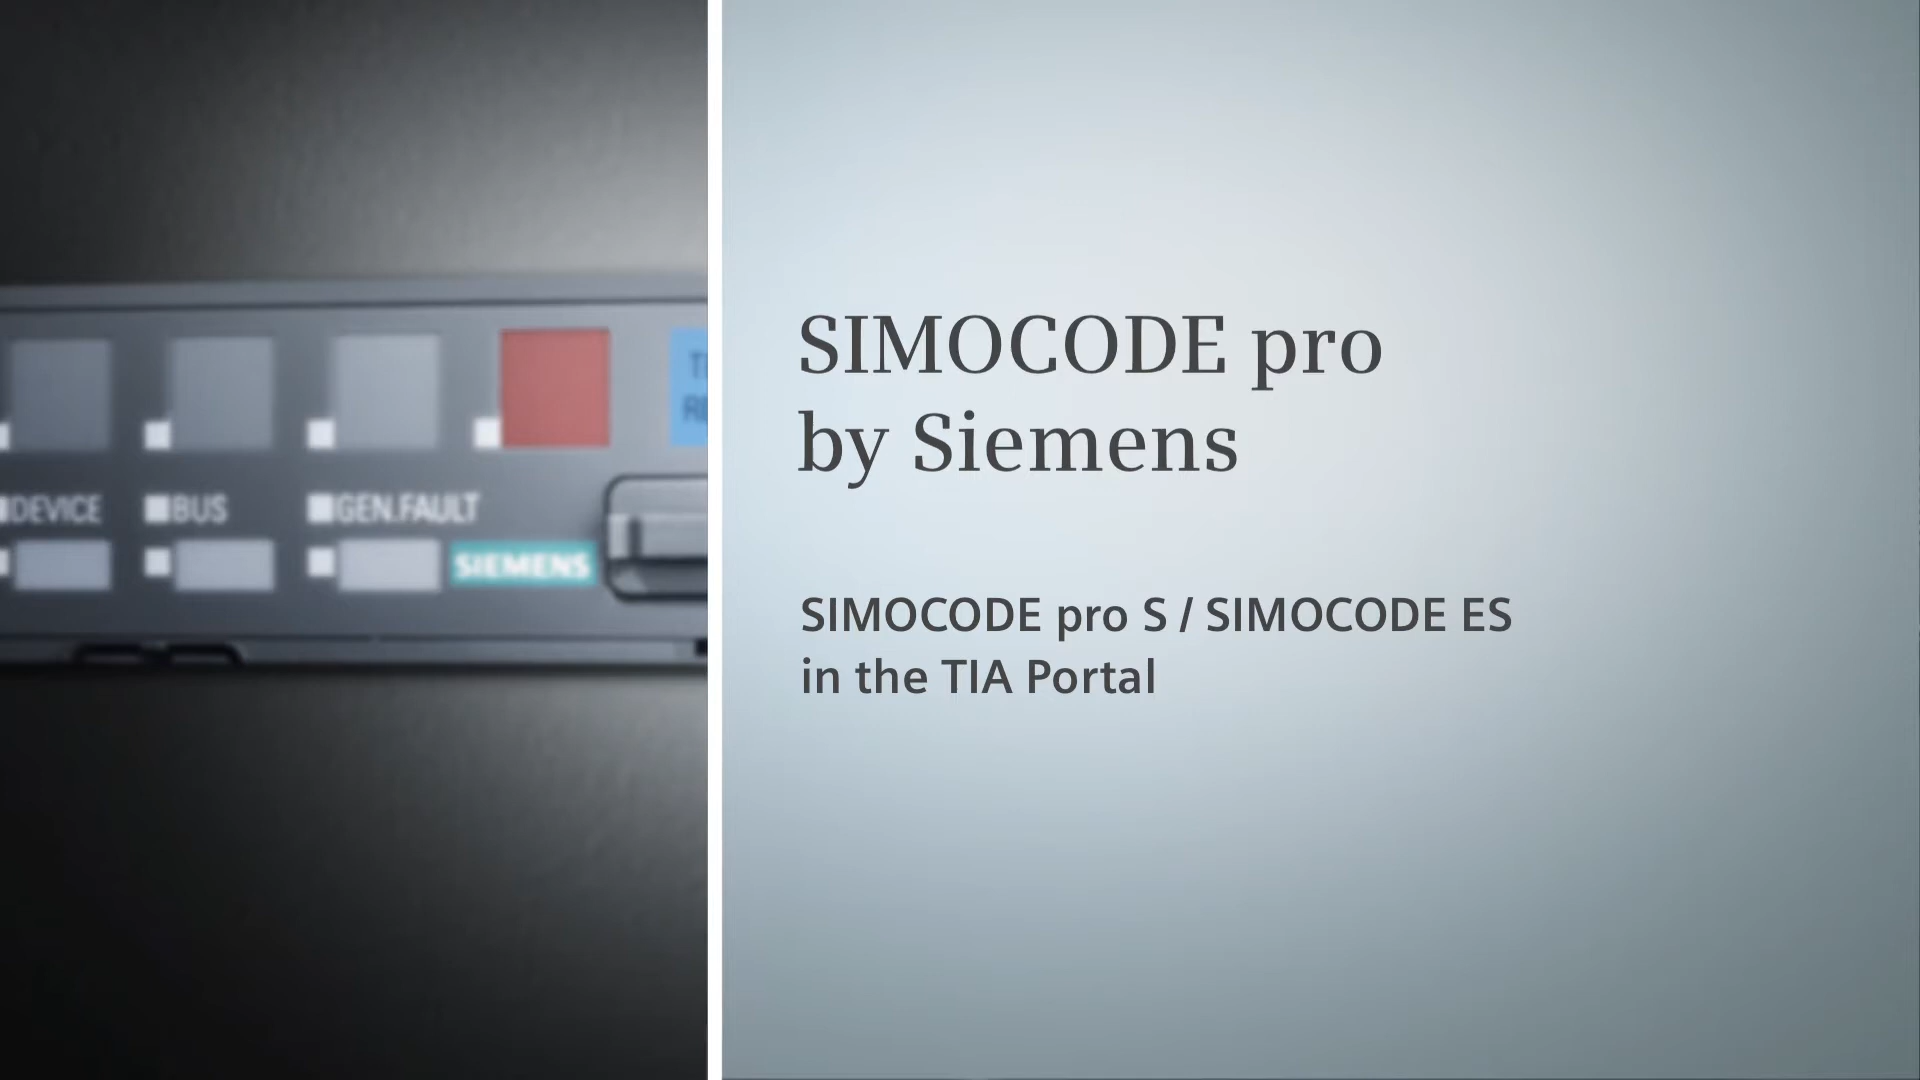 DEVICE
BUS
GEN.FAULT
SIEMENS
SIMOCODE pro
by Siemens
SIMOCODE pro S / SIMOCODE ES
in the TIA Portal